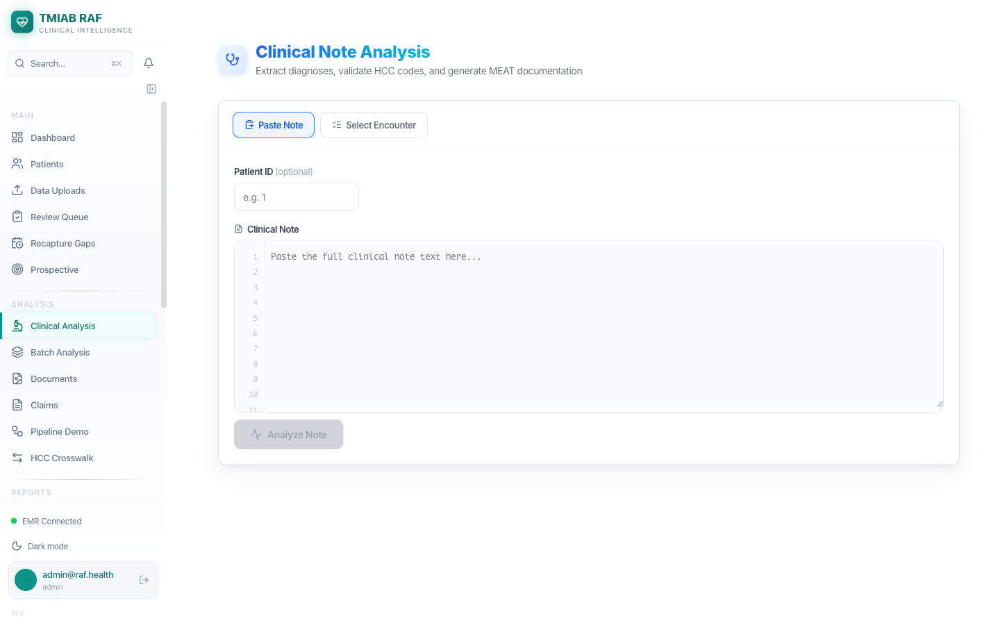 TMIAB RAF
CLINICAL INTELLIGENCE
Search...
⌘K
MAIN
Dashboard
Patients
Data Uploads
Review Queue
Recapture Gaps
Prospective
ANALYSIS
Clinical Analysis
Batch Analysis
Documents
Claims
Pipeline Demo
HCC Crosswalk
REPORTS
EMR Connected
Dark mode
admin@raf.health
admin
v2.0
Clinical Note Analysis
Extract diagnoses, validate HCC codes, and generate MEAT documentation
Paste Note
Select Encounter
Patient ID (optional)
e.g. 1
Clinical Note
1 Paste the full clinical note text here...
2
3
4
5
6
7
8
9
10
11
Analyze Note